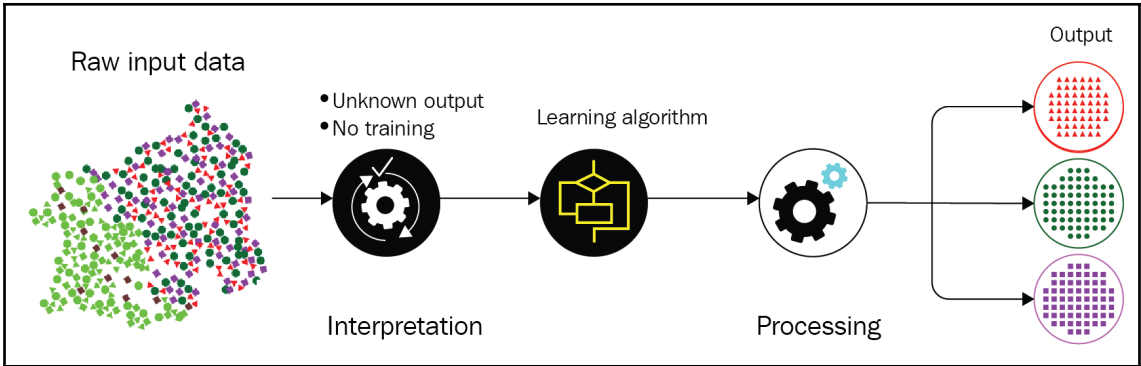 Raw input data
• Unknown output
• No training
Interpretation
Learning algorithm
Processing
Output